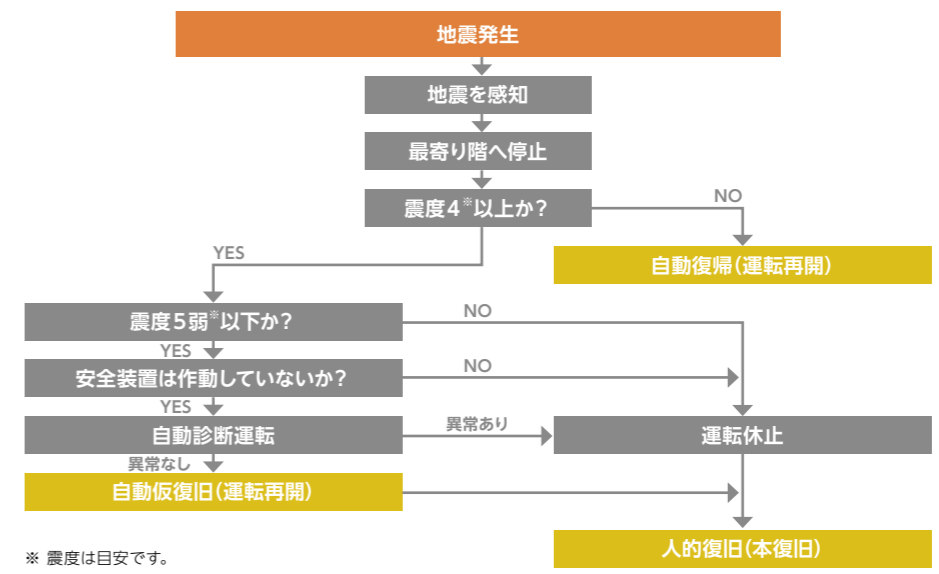 地震発生
地震を感知
最寄り階へ停止
震度4※以上か?
NO
YES
自動復帰(運転再開)
震度5弱※以下か?
NO
YES
安全装置は作動していないか?
NO
YES
自動診断運転
異常あり
運転休止
異常なし
自動仮復旧(運転再開)
人的復旧(本復旧)
※ 震度は目安です。